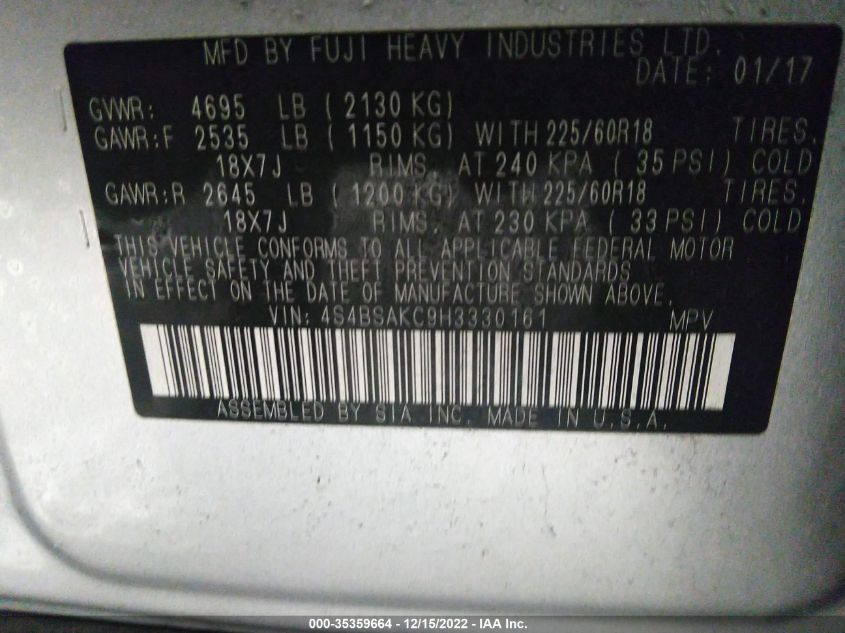 MFD BY FUJI HEAVY INDUSTRIES LTD.
DATE: 01/17
GVWR: 4695 LB ( 2130 KG)
GAWR:F 2535 LB ( 1150 KG) WITH 225/60R18 TIRES.
18X7J RIMS, AT 240 KPA ( 35 PSI) COLD
GAWR:R 2645 LB ( 1200 KG) WITH 225/60R18 TIRES.
18X7J RIMS, AT 230 KPA ( 33 PSI) COLD
THIS VEHICLE CONFORMS TO ALL APPLICABLE FEDERAL MOTOR
VEHICLE SAFETY AND THEFT PREVENTION STANDARDS
IN EFFECT ON THE DATE OF MANUFACTURE SHOWN ABOVE.
VIN: 4S4BSAKC9H3330161 MPV
ASSEMBLED BY SIA INC. MADE IN U.S.A.
000-35359664 - 12/15/2022 - IAA Inc.